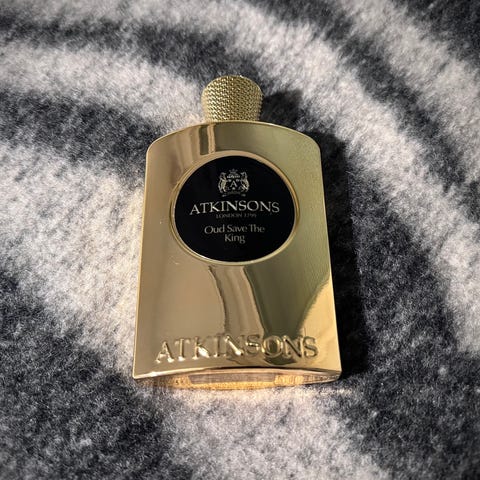 ATKINSONS
LONDON 1799
Oud Save The
King
ATKINSONS